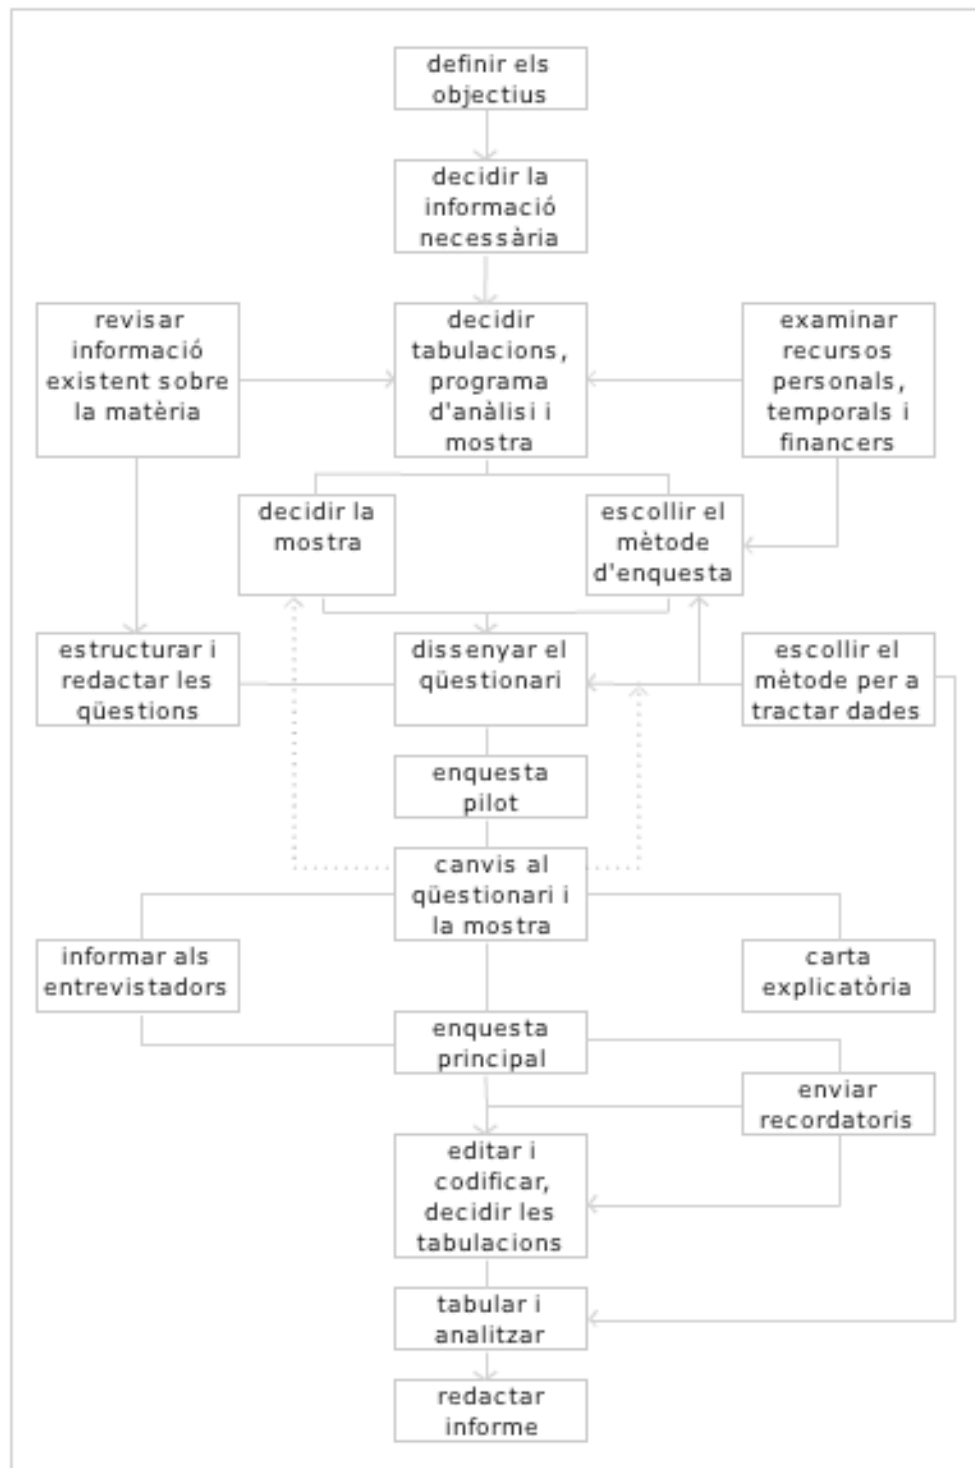 definir els
objectius
decidir la
informació
necessària
revisar
informació
existent sobre
la matèria
decidir
tabulacions,
programa
d'anàlisi i
mostra
examinar
recursos
personals,
temporals i
financers
decidir la
mostra
escollir el
mètode
d'enquesta
estructurar i
redactar les
qüestions
dissenyar el
qüestionari
escollir el
mètode per a
tractar dades
enquesta
pilot
canvis al
qüestionari i
la mostra
informar als
entrevistadors
carta
explicatòria
enquesta
principal
enviar
recordatoris
editar i
codificar,
decidir les
tabulacions
tabular i
analitzar
redactar
informe